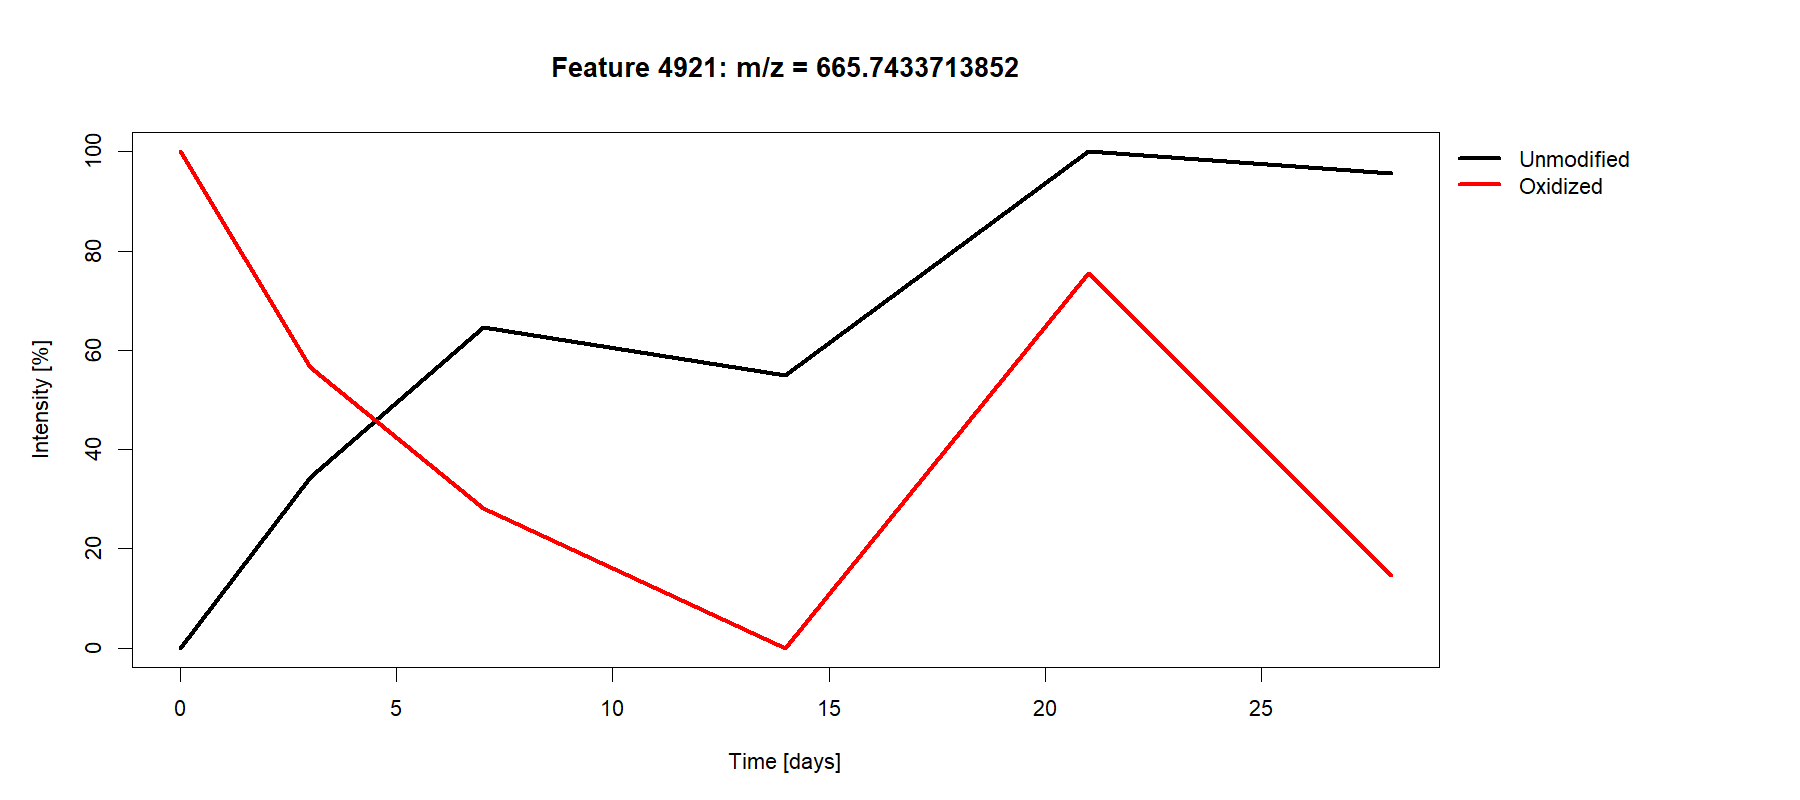 Feature 4921: m/z = 665.7433713852
Unmodified
Oxidized
Intensity [%]
100
80
60
40
20
0
0 5 10 15 20 25
Time [days]